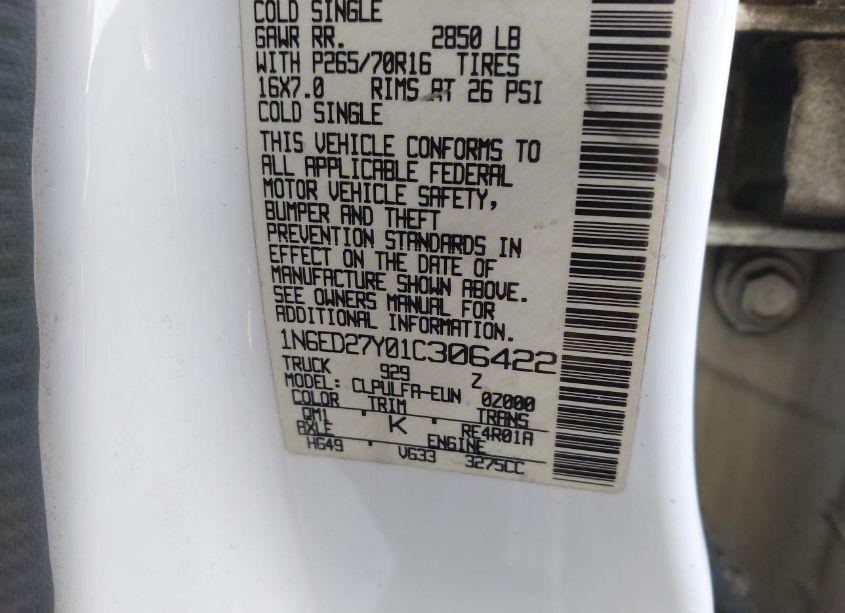 COLD SINGLE
GAWR RR. 2850 LB
WITH P265/70R16 TIRES
16X7.0 RIMS AT 26 PSI
COLD SINGLE
THIS VEHICLE CONFORMS TO
ALL APPLICABLE FEDERAL
MOTOR VEHICLE SAFETY,
BUMPER AND THEFT
PREVENTION STANDARDS IN
EFFECT ON THE DATE OF
MANUFACTURE SHOWN ABOVE.
SEE OWNERS MANUAL FOR
ADDITIONAL INFORMATION.
1N6ED27Y01C306422
TRUCK 929 Z
MODEL: CLPULFA-EUN 0Z000
COLOR TRIM TRANS
QM1 K RE4R01A
AXLE ENGINE
HG49 VG33 3275CC